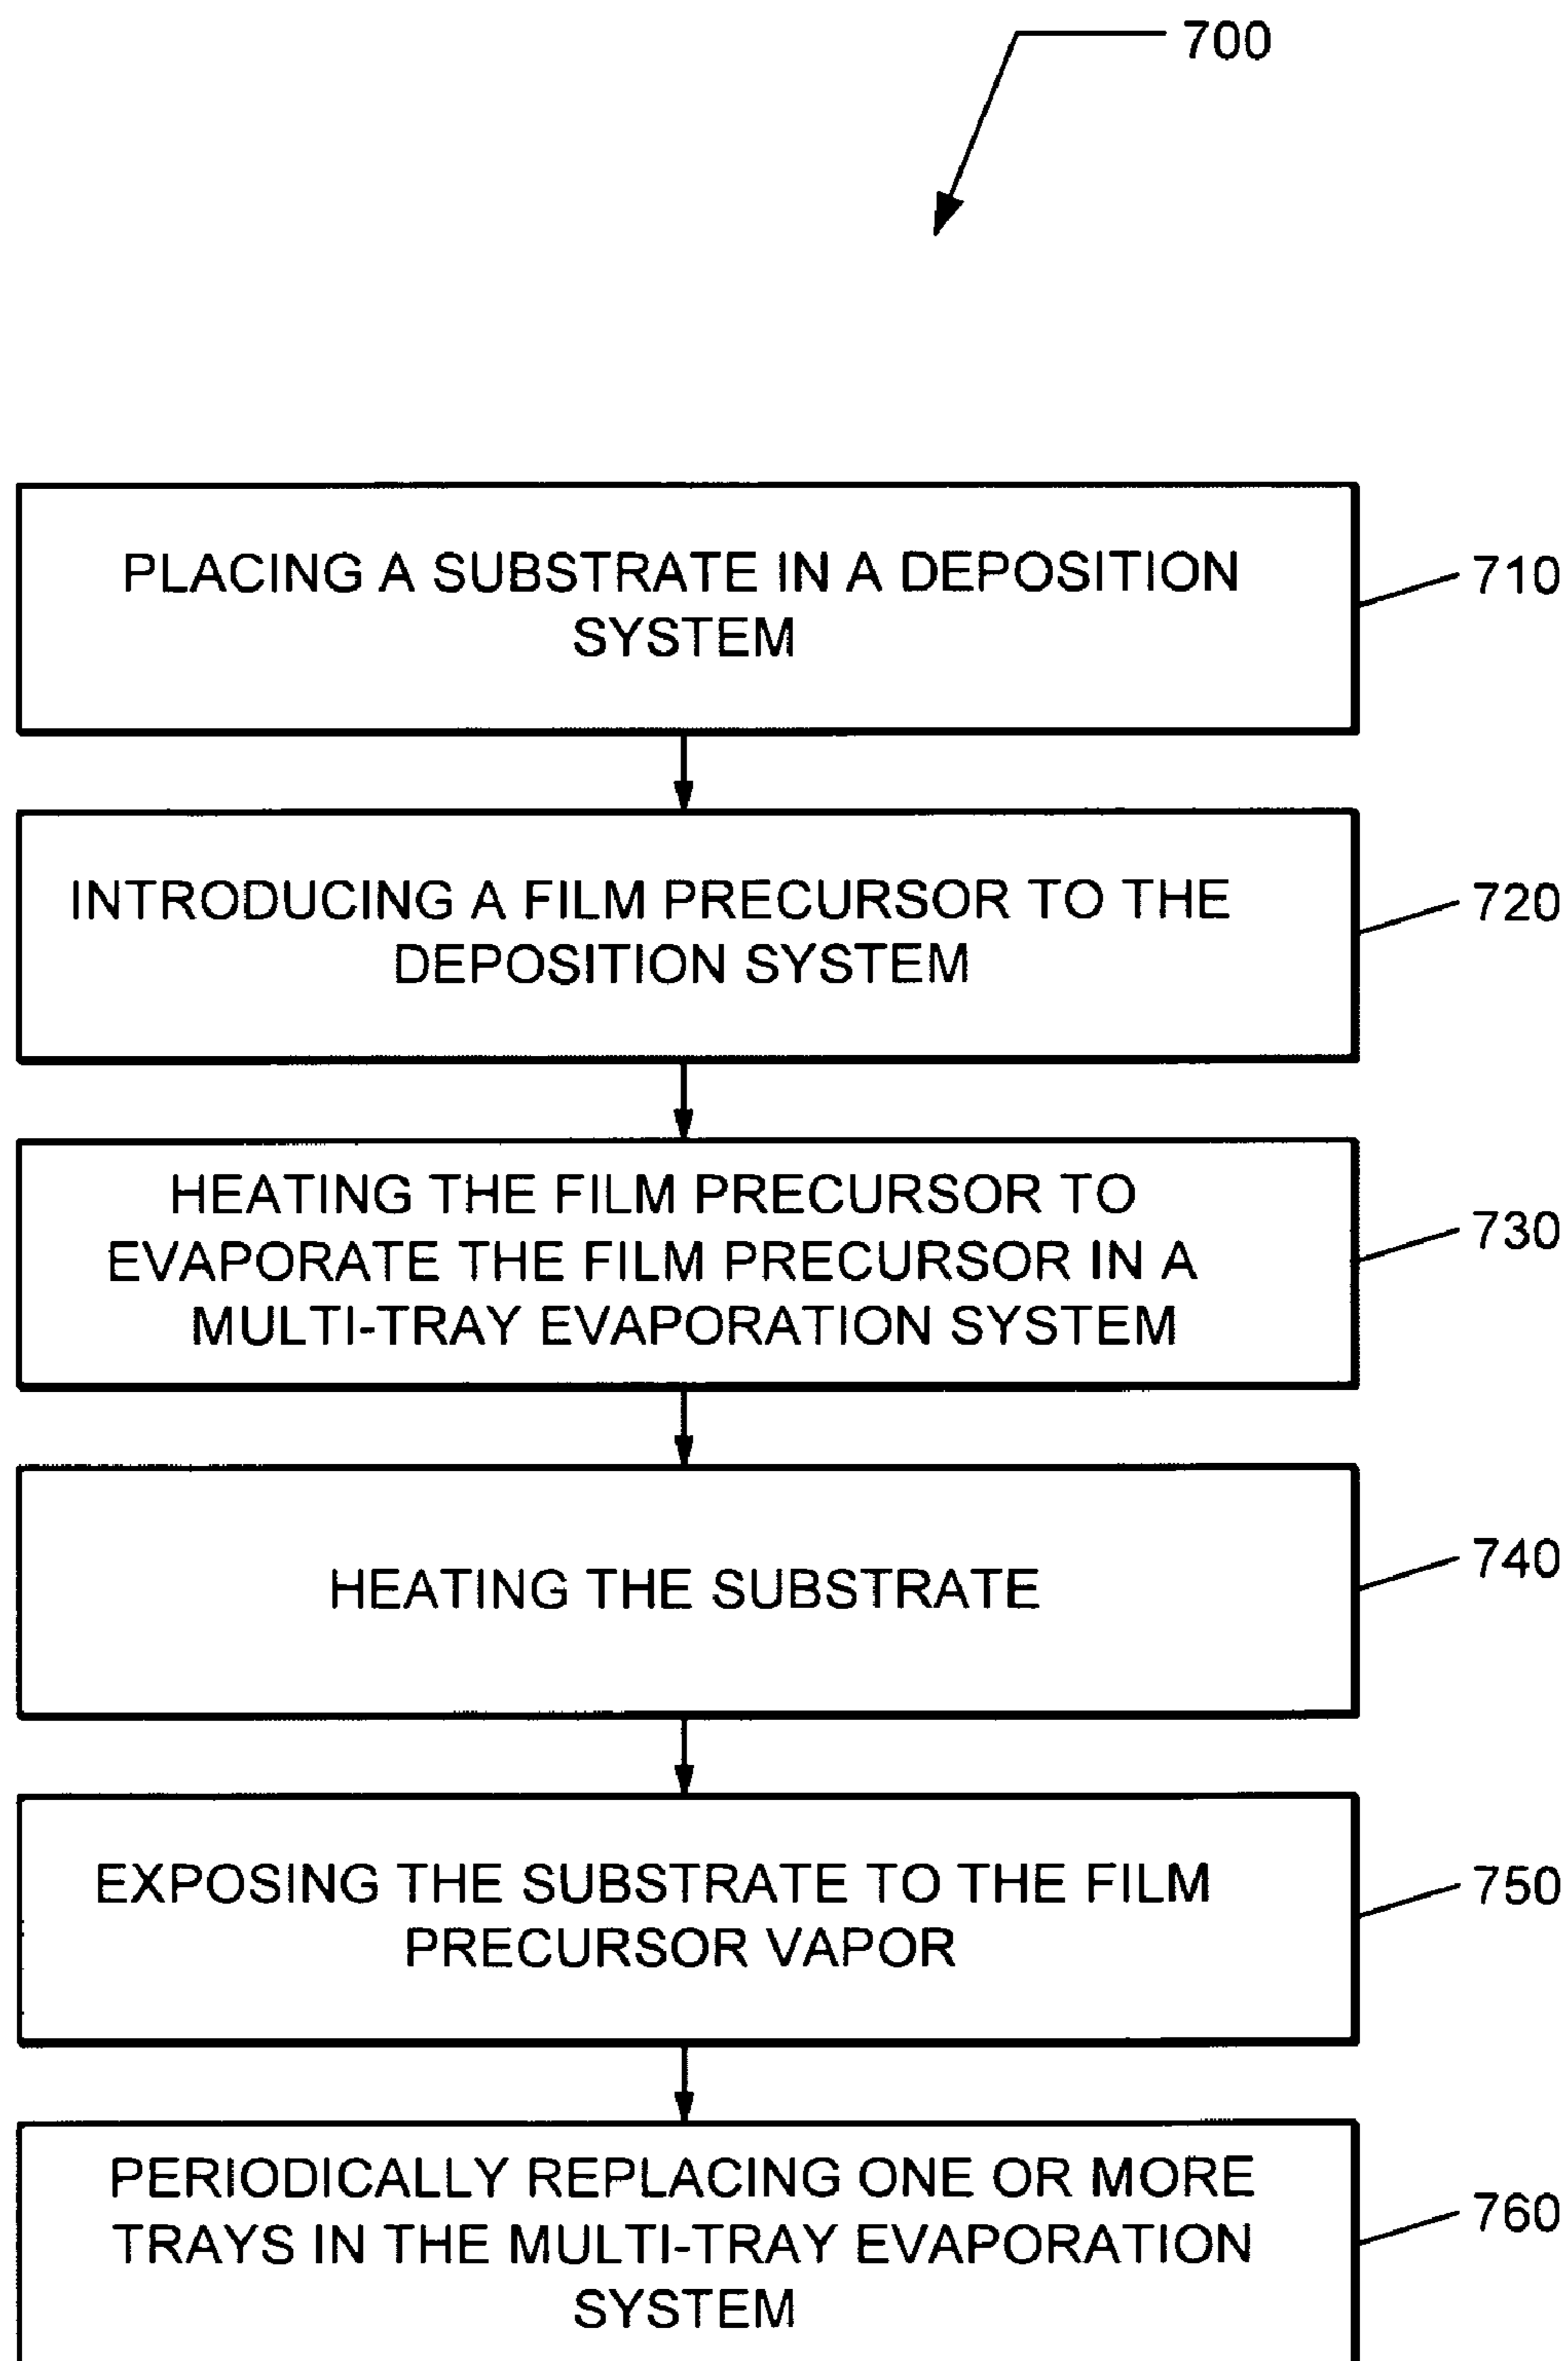 700
PLACING A SUBSTRATE IN A DEPOSITION
SYSTEM
710
INTRODUCING A FILM PRECURSOR TO THE
DEPOSITION SYSTEM
720
HEATING THE FILM PRECURSOR TO
EVAPORATE THE FILM PRECURSOR IN A
MULTI-TRAY EVAPORATION SYSTEM
730
HEATING THE SUBSTRATE
740
EXPOSING THE SUBSTRATE TO THE FILM
PRECURSOR VAPOR
750
PERIODICALLY REPLACING ONE OR MORE
TRAYS IN THE MULTI-TRAY EVAPORATION
SYSTEM
760